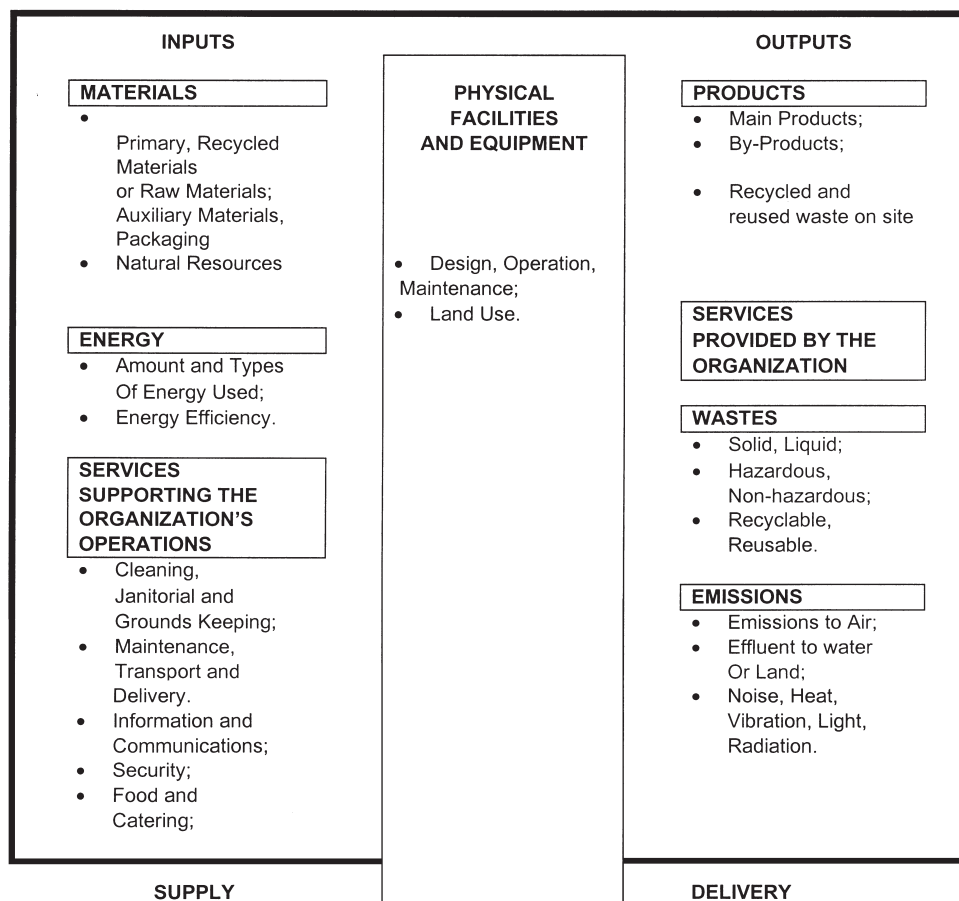 INPUTS
MATERIALS
•
Primary, Recycled
Materials
or Raw Materials;
Auxiliary Materials,
Packaging
• Natural Resources
ENERGY
• Amount and Types
Of Energy Used;
• Energy Efficiency.
SERVICES
SUPPORTING THE
ORGANIZATION'S
OPERATIONS
• Cleaning,
Janitorial and
Grounds Keeping;
• Maintenance,
Transport and
Delivery.
• Information and
Communications;
• Security;
• Food and
Catering;
SUPPLY
PHYSICAL
FACILITIES
AND EQUIPMENT
• Design, Operation,
Maintenance;
• Land Use.
OUTPUTS
PRODUCTS
• Main Products;
• By-Products;
• Recycled and
reused waste on site
SERVICES
PROVIDED BY THE
ORGANIZATION
WASTES
• Solid, Liquid;
• Hazardous,
Non-hazardous;
• Recyclable,
Reusable.
EMISSIONS
• Emissions to Air;
• Effluent to water
Or Land;
• Noise, Heat,
Vibration, Light,
Radiation.
DELIVERY